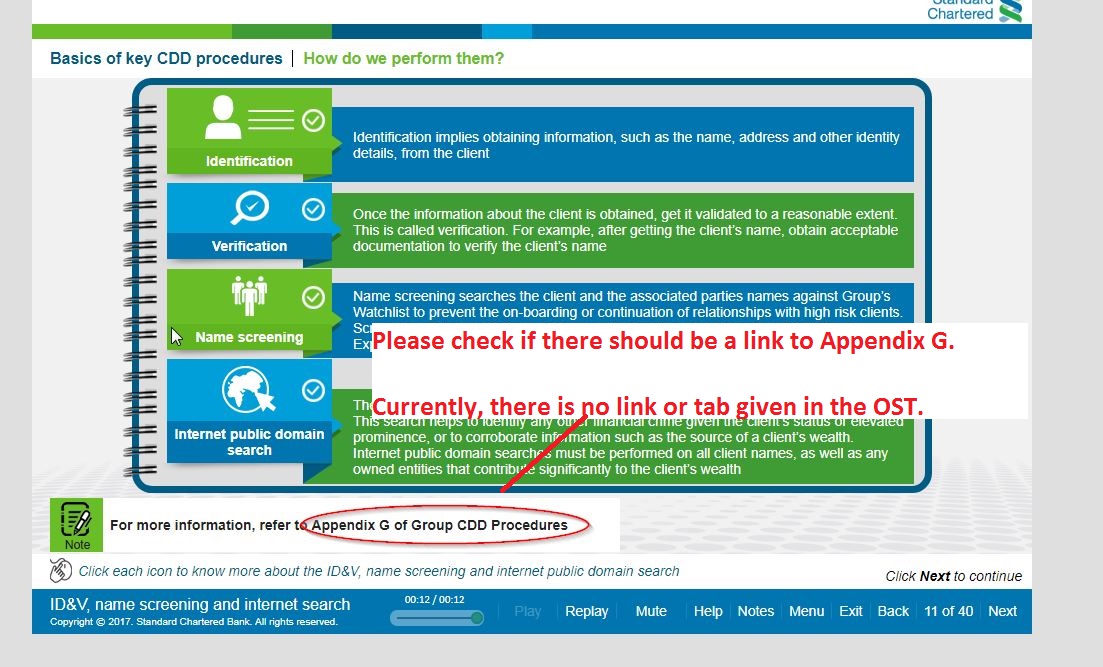 Standard
Chartered
Basics of key CDD procedures | How do we perform them?
Identification
Identification implies obtaining information, such as the name, address and other identity
details, from the client
Verification
Once the information about the client is obtained, get it validated to a reasonable extent.
This is called verification. For example, after getting the client's name, obtain acceptable
documentation to verify the client's name
Name screening
Name screening searches the client and the associated parties names against Group's
Watchlist to prevent the on-boarding or continuation of relationships with high risk clients.
Please check if there should be a link to Appendix G.
Currently, there is no link or tab given in the OST.
Internet public domain
search
This search helps to identify any other financial crime given the client's status of elevated
prominence, or to corroborate information such as the source of a client's wealth.
Internet public domain searches must be performed on all client names, as well as any
owned entities that contribute significantly to the client's wealth
Note
For more information, refer to Appendix G of Group CDD Procedures
Click each icon to know more about the ID&V, name screening and internet public domain search
Click Next to continue
ID&V, name screening and internet search
Copyright © 2017. Standard Chartered Bank. All rights reserved.
00:12 / 00:12
Play Replay Mute Help Notes Menu Exit Back 11 of 40 Next